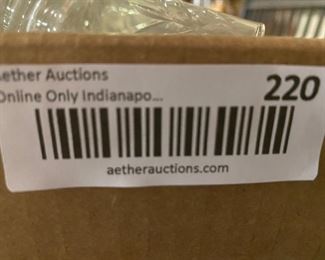 Aether Auctions
Online Only Indianapo...
220
aetherauctions.com